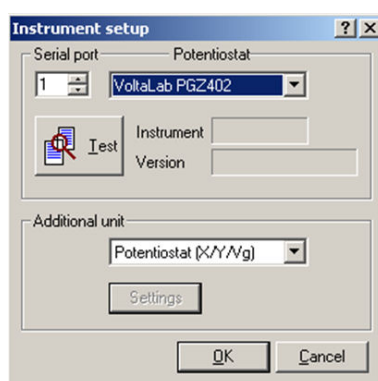 Instrument setup
Serial port Potentiostat
1 VoltaLab PGZ402
Test
Instrument
Version
Additional unit
Potentiostat (X/Y/Vg)
Settings
OK Cancel